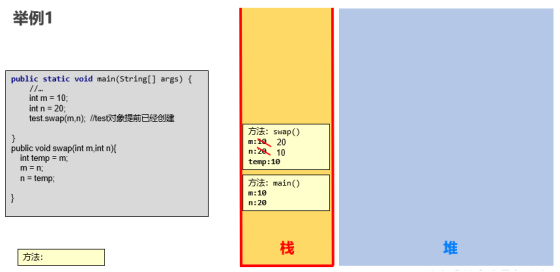 举例1
public static void main(String[] args) {
//…
int m = 10;
int n = 20;
test.swap(m,n); //test对象提前已经创建
}
public void swap(int m,int n){
int temp = m;
m = n;
n = temp;
}
方法：
方法：swap()
m:10 20
n:20 10
temp:10
方法：main()
m:10
n:20
栈
堆